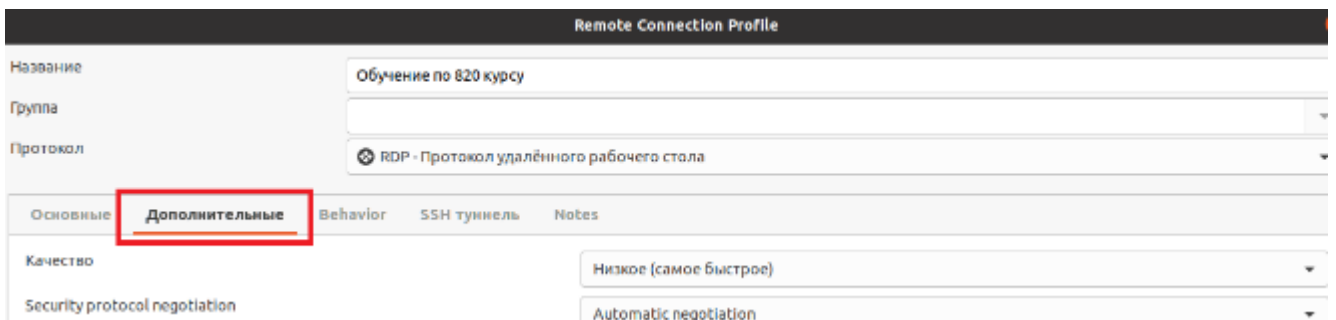 Remote Connection Profile
Название
Обучение по 820 курсу
Группа
Протокол
RDP - Протокол удалённого рабочего стола
Основные Дополнительные Behavior SSH туннель Notes
Качество
Низкое (самое быстрое)
Security protocol negotiation
Automatic negotiation